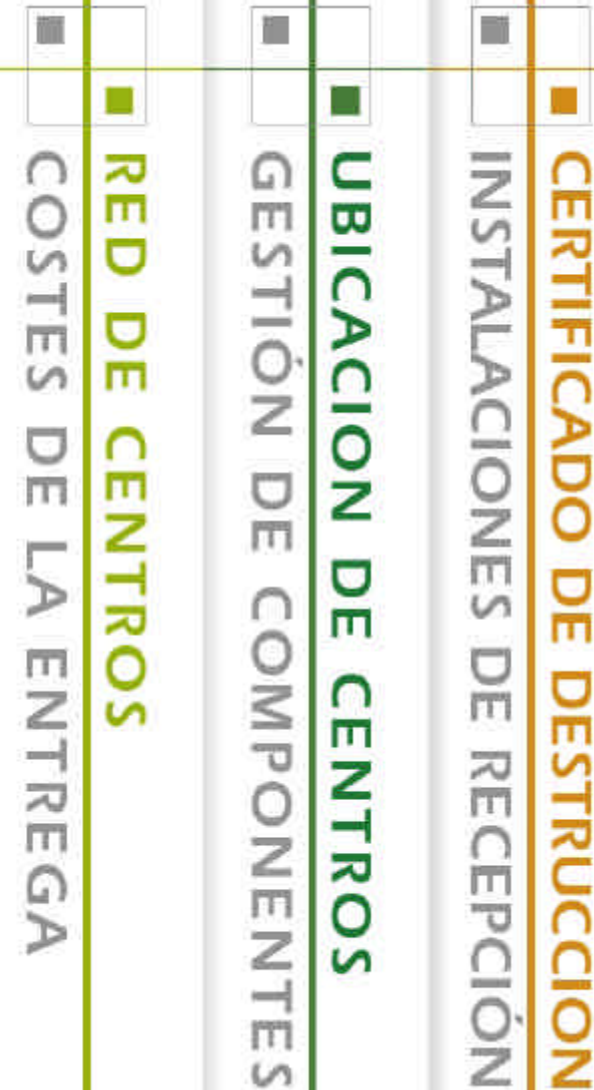 CERTIFICADO DE DESTRUCCION
INSTALACIONES DE RECEPCIÓN
UBICACION DE CENTROS
GESTIÓN DE COMPONENTES
RED DE CENTROS
COSTES DE LA ENTREGA